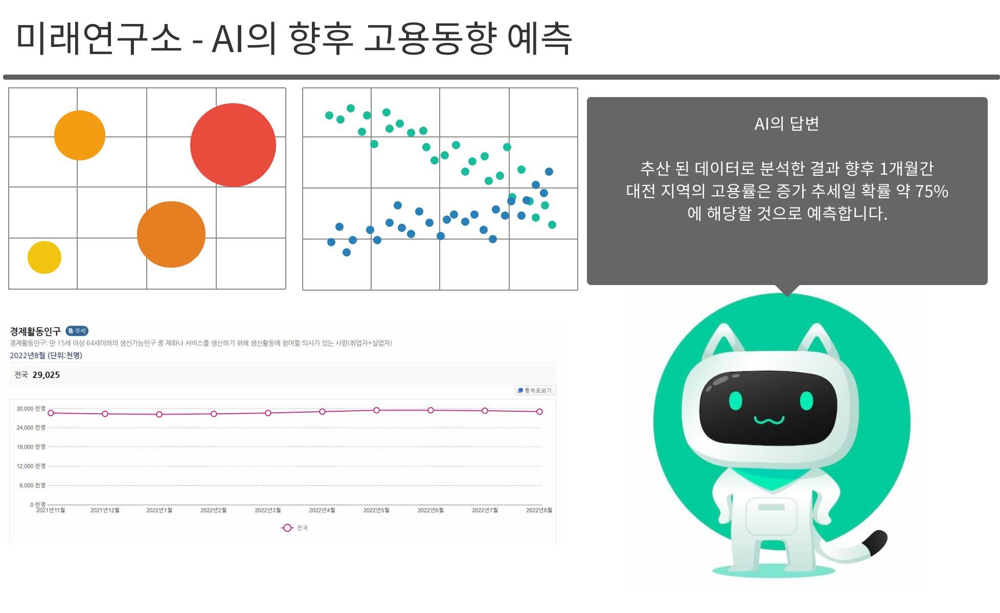 미래연구소 - AI의 향후 고용동향 예측
AI의 답변
추산 된 데이터로 분석한 결과 향후 1개월간
대전 지역의 고용률은 증가 추세일 확률 약 75%
에 해당할 것으로 예측합니다.
경제활동인구 주석
경제활동인구: 만 15세 이상 64세이하의 생산가능인구 중 재화나 서비스를 생산하기 위해 생산활동에 참여할 의사가 있는 사람(취업자+실업자)
2022년8월 (단위:천명)
전국 29,025
통계표보기
30,000 천명
24,000 천명
18,000 천명
12,000 천명
6,000 천명
0 천명
2021년11월 2021년12월 2022년1월 2022년2월 2022년3월 2022년4월 2022년5월 2022년6월 2022년7월 2022년8월
전국